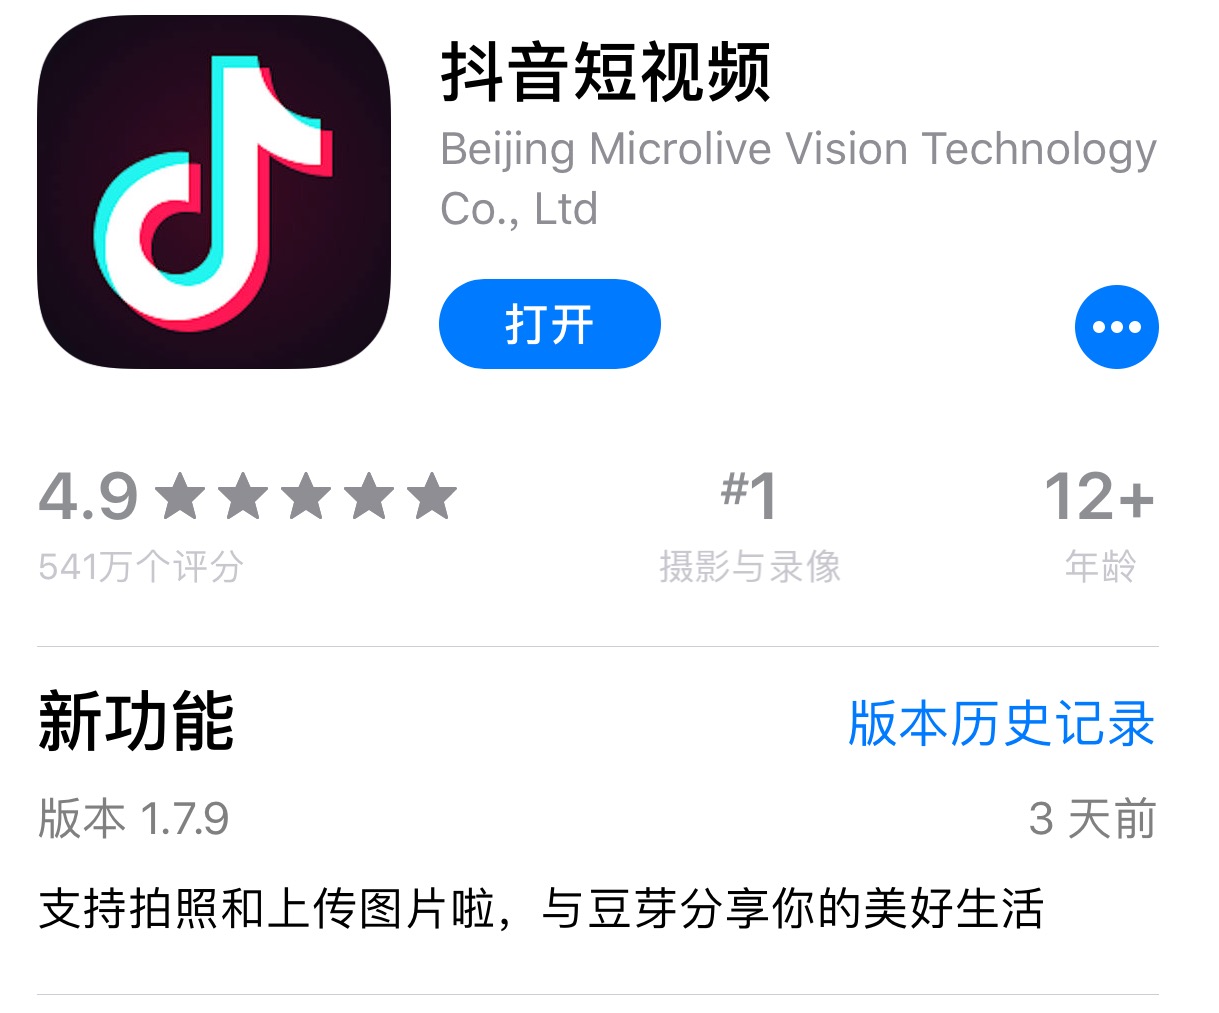 抖音短视频
Beijing Microlive Vision Technology
Co., Ltd
打开
4.9 #1 12+
541万个评分 摄影与录像 年龄
新功能 版本历史记录
版本 1.7.9 3 天前
支持拍照和上传图片啦，与豆芽分享你的美好生活